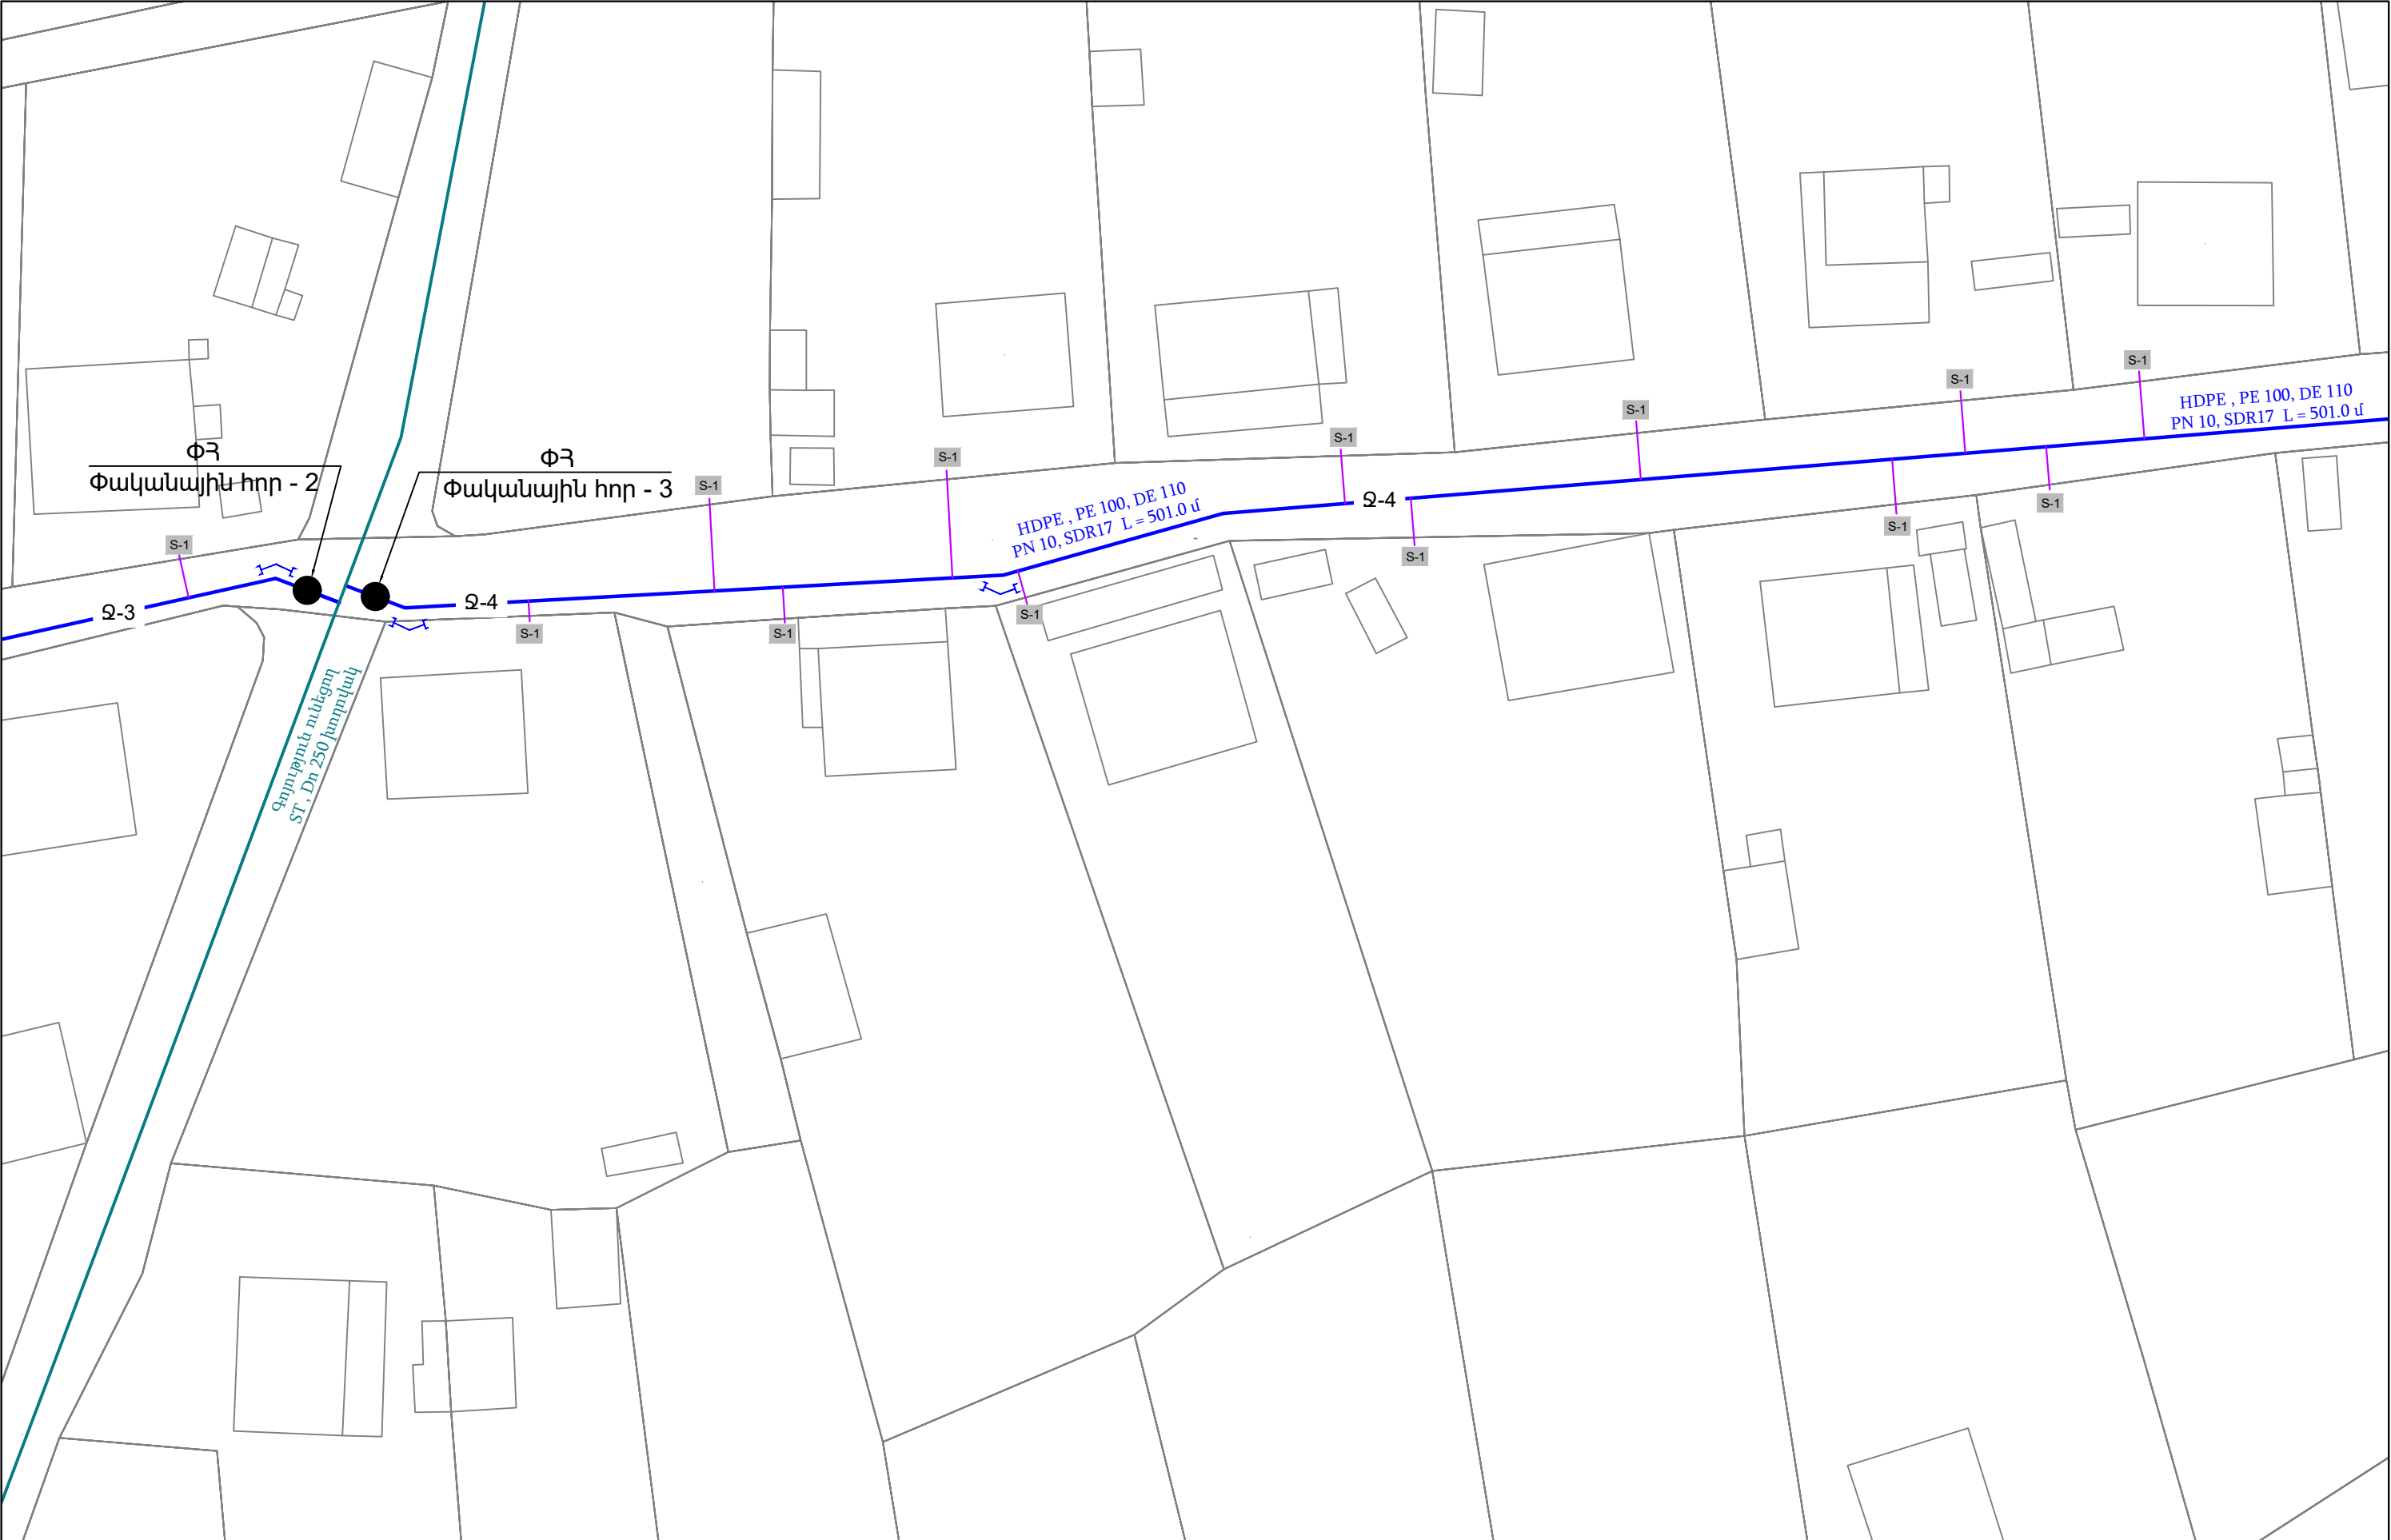 S-1
S-1
HDPE , PE 100, DE 110
PN 10, SDR17 L = 501.0 մ
S-1
S-1
ՓՀ
Փականային հոր - 2
ՓՀ
Փականային հոր - 3
S-1
S-1
HDPE , PE 100, DE 110
PN 10, SDR17 L = 501.0 մ
Ջ-4
S-1
S-1
S-1
S-1
Ջ-3
Ջ-4
S-1
S-1
S-1
Գոյություն ունեցող
ST , Dn 250 խողովակ